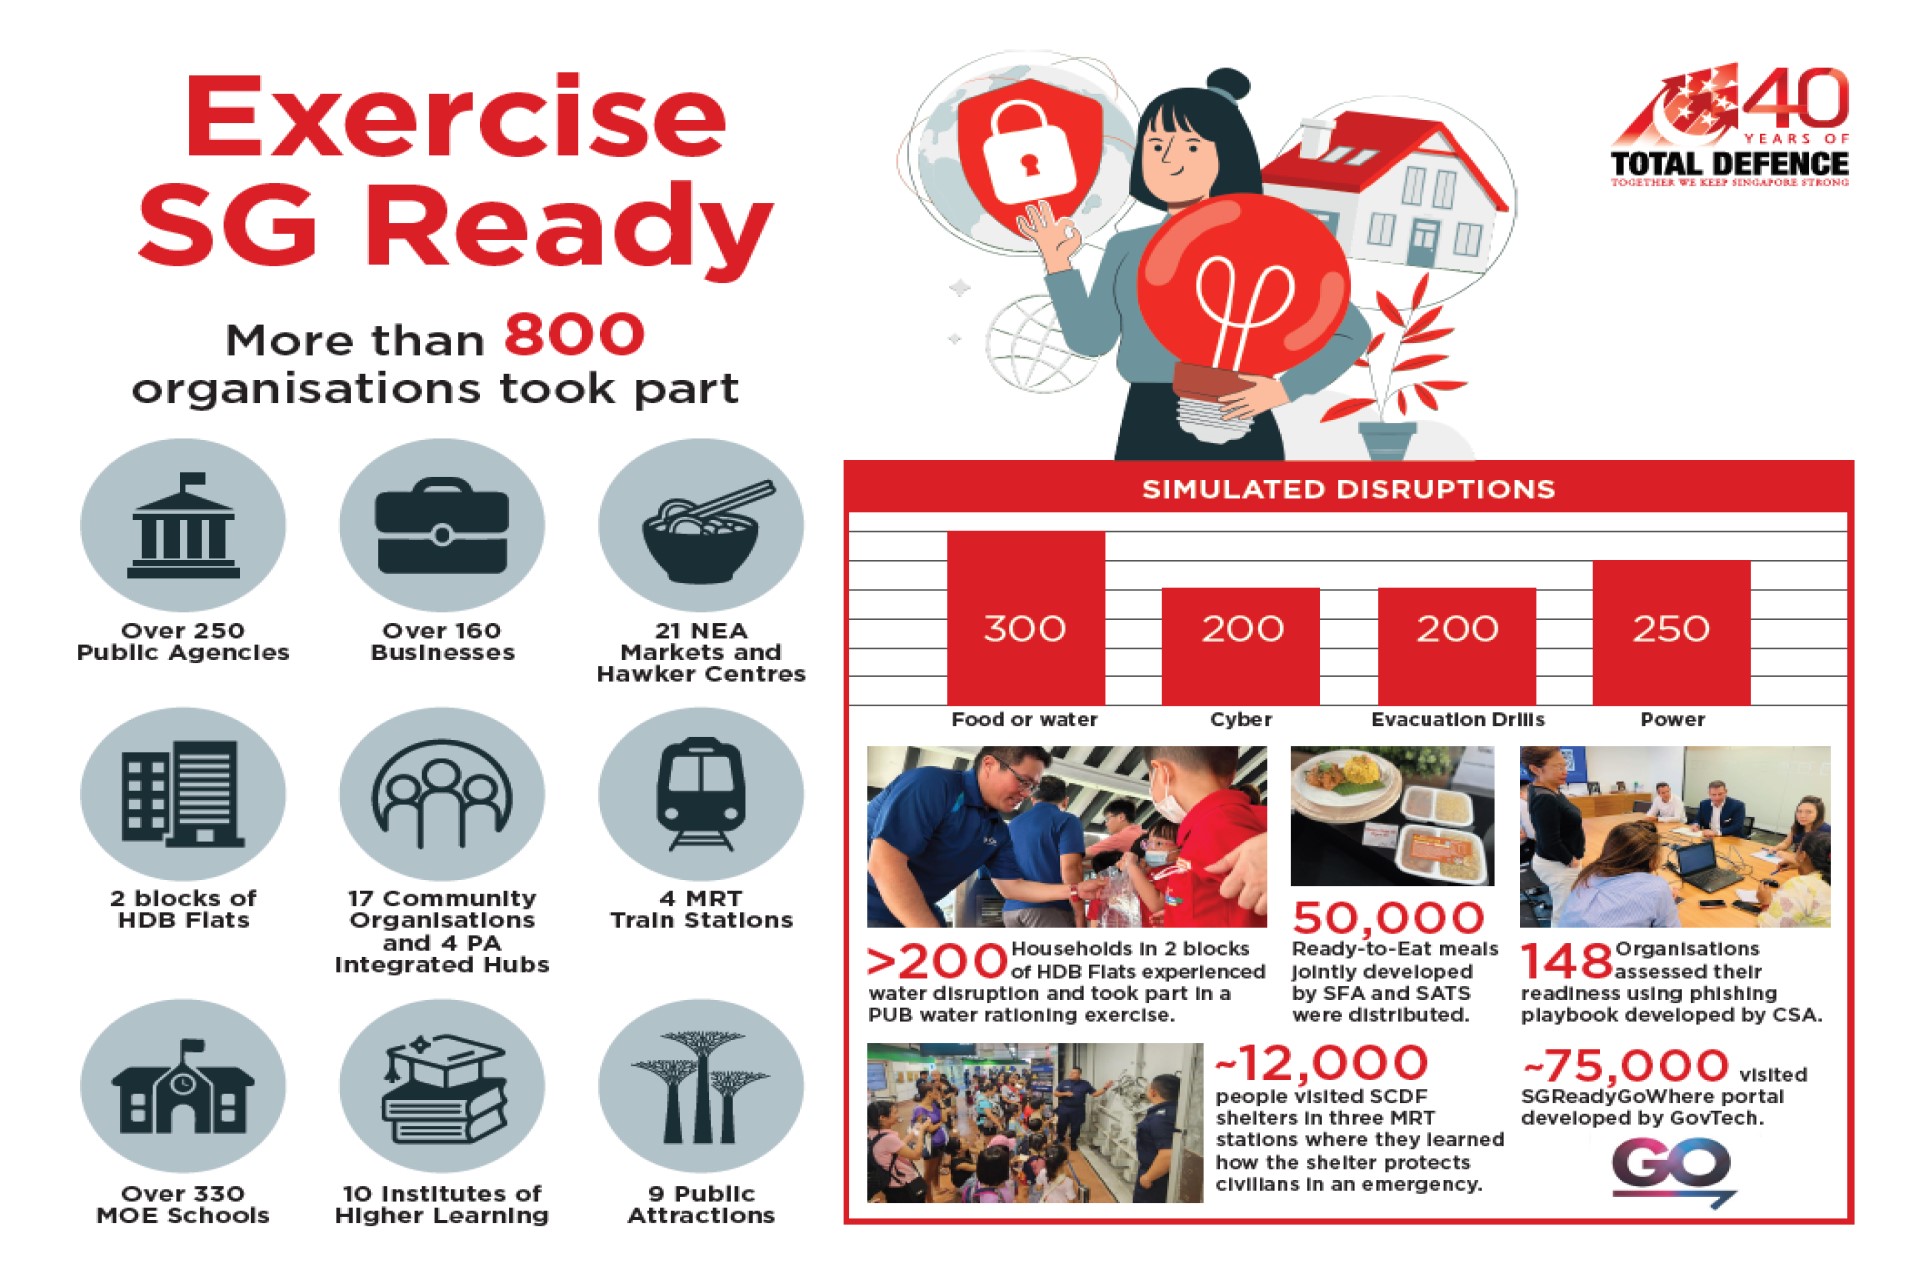 Exercise
SG Ready
More than 800
organisations took part
Over 250
Public Agencies
Over 160
Businesses
21 NEA
Markets and
Hawker Centres
2 blocks of
HDB Flats
17 Community
Organisations
and 4 PA
Integrated Hubs
4 MRT
Train Stations
Over 330
MOE Schools
10 Institutes of
Higher Learning
9 Public
Attractions
40
YEARS OF
TOTAL DEFENCE
TOGETHER WE KEEP SINGAPORE STRONG
SIMULATED DISRUPTIONS
300
200
200
250
Food or water
Cyber
Evacuation Drills
Power
>200 Households in 2 blocks
of HDB Flats experienced
water disruption and took part in a
PUB water rationing exercise.
50,000
Ready-to-Eat meals
jointly developed
by SFA and SATS
were distributed.
148 Organisations
assessed their
readiness using phishing
playbook developed by CSA.
~12,000
people visited SCDF
shelters in three MRT
stations where they learned
how the shelter protects
civilians in an emergency.
~75,000 visited
SGReadyGoWhere portal
developed by GovTech.
GO